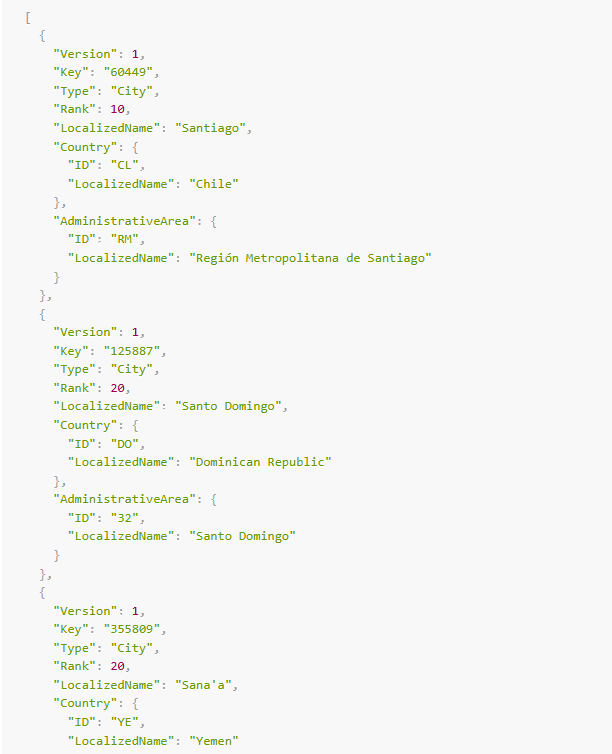 [
  {
    "Version": 1,
    "Key": "60449",
    "Type": "City",
    "Rank": 10,
    "LocalizedName": "Santiago",
    "Country": {
      "ID": "CL",
      "LocalizedName": "Chile"
    },
    "AdministrativeArea": {
      "ID": "RM",
      "LocalizedName": "Región Metropolitana de Santiago"
    }
  },
  {
    "Version": 1,
    "Key": "125887",
    "Type": "City",
    "Rank": 20,
    "LocalizedName": "Santo Domingo",
    "Country": {
      "ID": "DO",
      "LocalizedName": "Dominican Republic"
    },
    "AdministrativeArea": {
      "ID": "32",
      "LocalizedName": "Santo Domingo"
    }
  },
  {
    "Version": 1,
    "Key": "355809",
    "Type": "City",
    "Rank": 20,
    "LocalizedName": "Sana'a",
    "Country": {
      "ID": "YE",
      "LocalizedName": "Yemen"